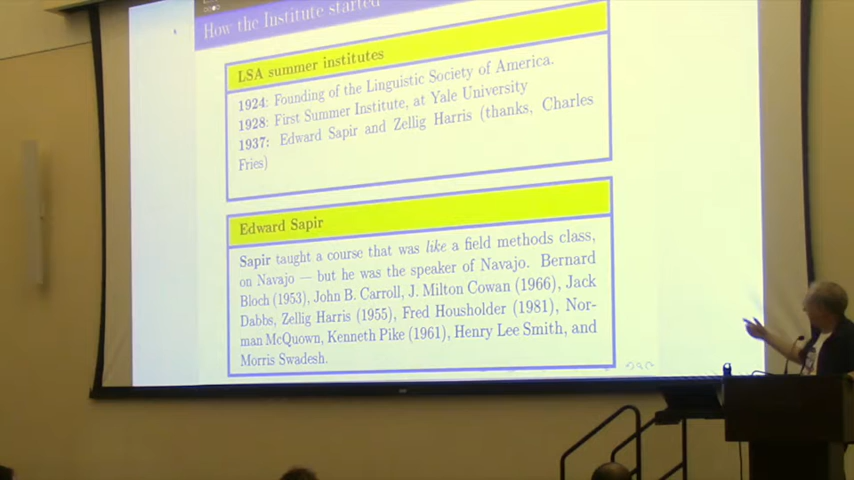 How the Institute started
LSA summer institutes
1924: Founding of the Linguistic Society of America.
1928: First Summer Institute, at Yale University
1937: Edward Sapir and Zellig Harris (thanks, Charles
Fries)
Edward Sapir
Sapir taught a course that was like a field methods class,
on Navajo — but he was the speaker of Navajo. Bernard
Bloch (1953), John B. Carroll, J. Milton Cowan (1966), Jack
Dabbs, Zellig Harris (1955), Fred Housholder (1981), Nor-
man McQuown, Kenneth Pike (1961), Henry Lee Smith, and
Morris Swadesh.